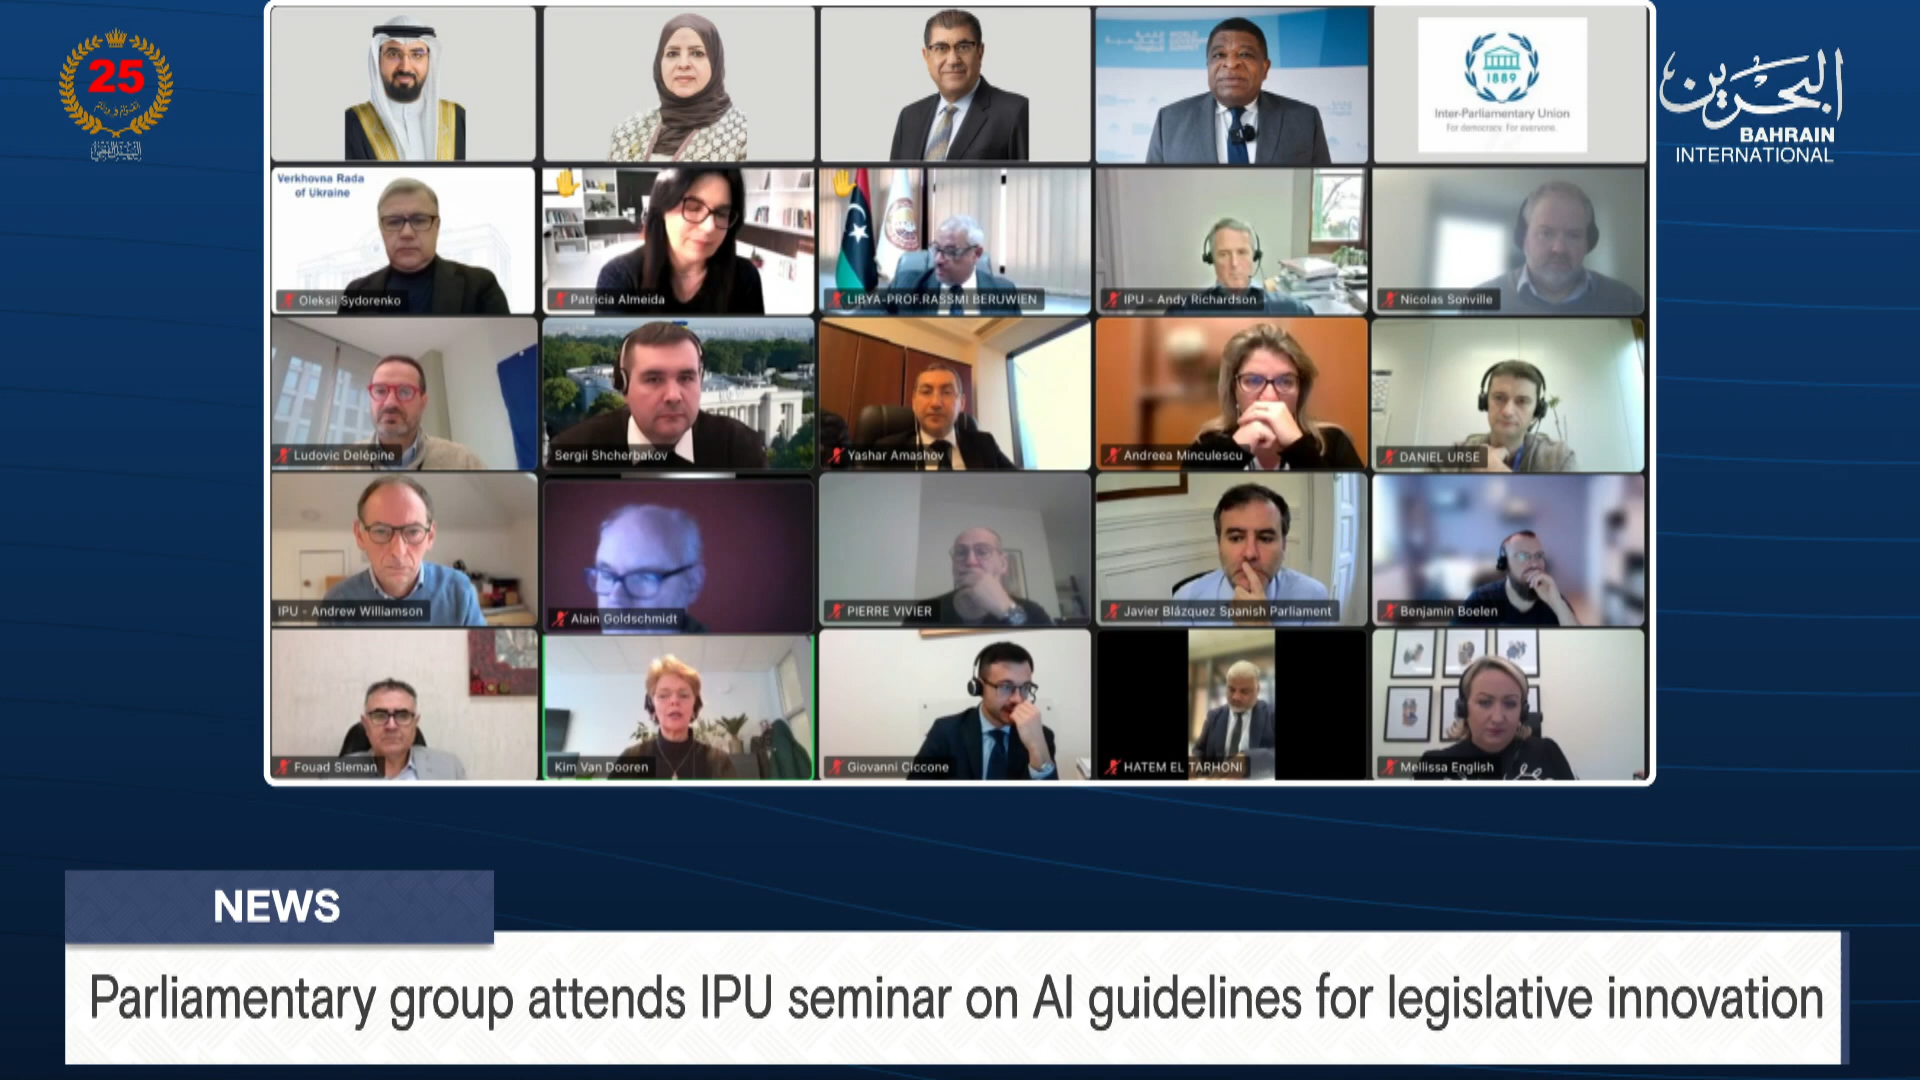 25
البحرين
BAHRAIN
INTERNATIONAL
WORLD
GOVERNMENTS
SUMMIT
1889
Inter-Parliamentary Union
For democracy. For everyone.
Verkhovna Rada
of Ukraine
Oleksii Sydorenko
Patricia Almeida
LIBYA-PROF.RASSMI BERUWIEN
IPU - Andy Richardson
Nicolas Sonville
Ludovic Delépine
Sergii Shcherbakov
Yashar Amashov
Andreea Minculescu
DANIEL URSE
IPU - Andrew Williamson
Alain Goldschmidt
PIERRE VIVIER
Javier Blázquez Spanish Parliament
Benjamin Boelen
Fouad Sleman
Kim Van Dooren
Giovanni Ciccone
HATEM EL TARHONI
Mellissa English
NEWS
Parliamentary group attends IPU seminar on AI guidelines for legislative innovation